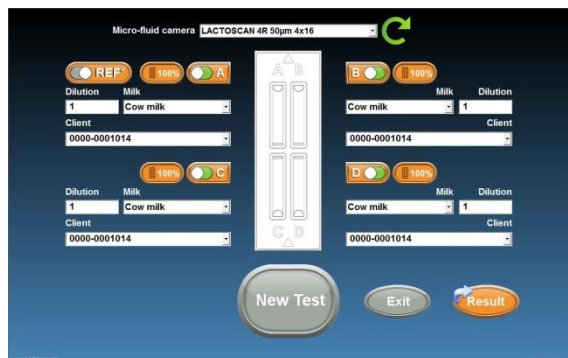 Micro-fluid camera LACTOSCAN 4R 50µm 4x16
REF* 100% A
Dilution Milk
1 Cow milk
Client
0000-0001014
A B
B 100%
Milk Dilution
Cow milk 1
Client
0000-0001014
100% C
Dilution Milk
1 Cow milk
Client
0000-0001014
C D
D 100%
Milk Dilution
Cow milk 1
Client
0000-0001014
New Test Exit Result